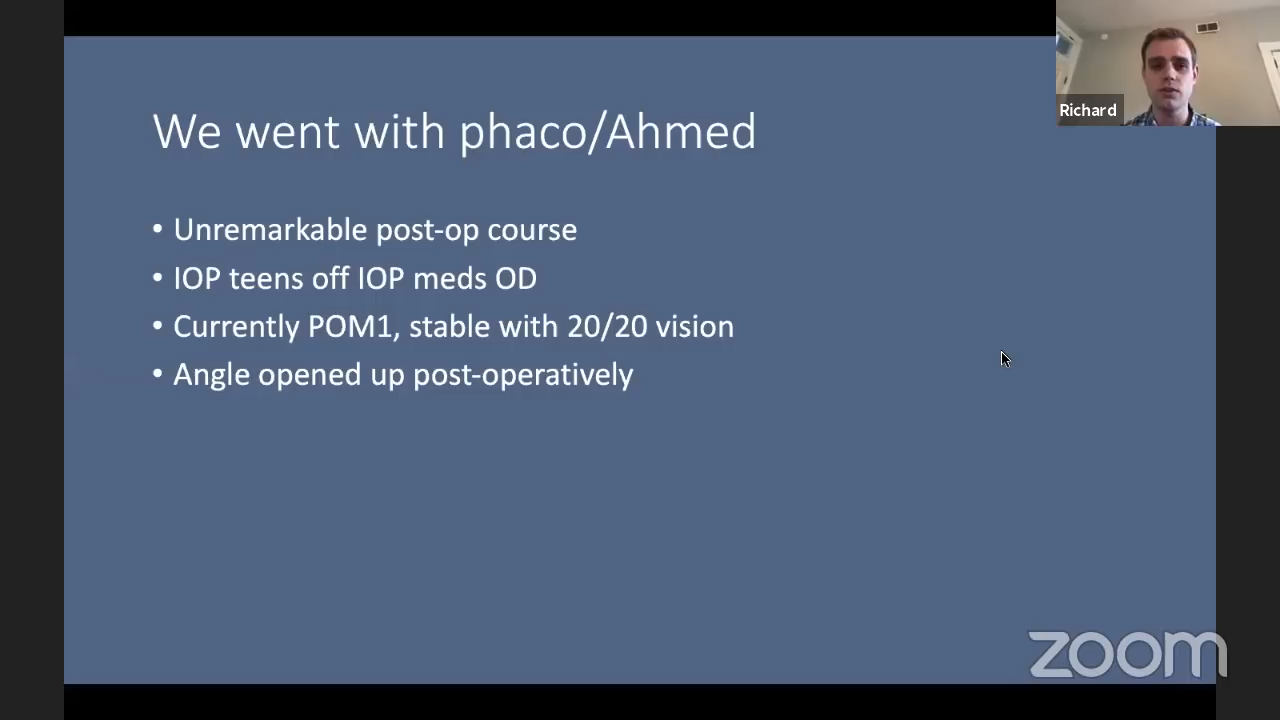 Richard
We went with phaco/Ahmed
• Unremarkable post-op course
• IOP teens off IOP meds OD
• Currently POM1, stable with 20/20 vision
• Angle opened up post-operatively
zoom